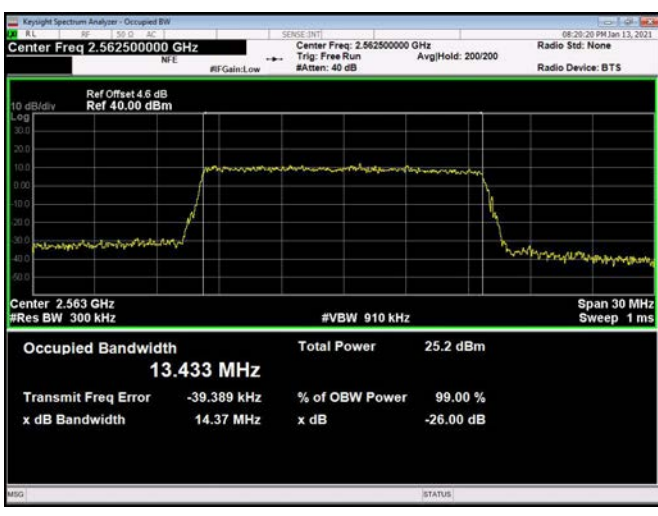 Keysight Spectrum Analyzer - Occupied BW
RL RF 50 Ω AC SENSE:INT 08:20:20 PM Jan 13, 2021
Center Freq 2.562500000 GHz Center Freq: 2.562500000 GHz Radio Std: None
NFE Trig: Free Run Avg|Hold: 200/200
#IFGain:Low #Atten: 40 dB Radio Device: BTS
Ref Offset 4.6 dB
10 dB/div Ref 40.00 dBm
Log
30.0
20.0
10.0
0.00
-10.0
-20.0
-30.0
-40.0
-50.0
Center 2.563 GHz Span 30 MHz
#Res BW 300 kHz #VBW 910 kHz Sweep 1 ms
Occupied Bandwidth Total Power 25.2 dBm
13.433 MHz
Transmit Freq Error -39.389 kHz % of OBW Power 99.00 %
x dB Bandwidth 14.37 MHz x dB -26.00 dB
MSG STATUS